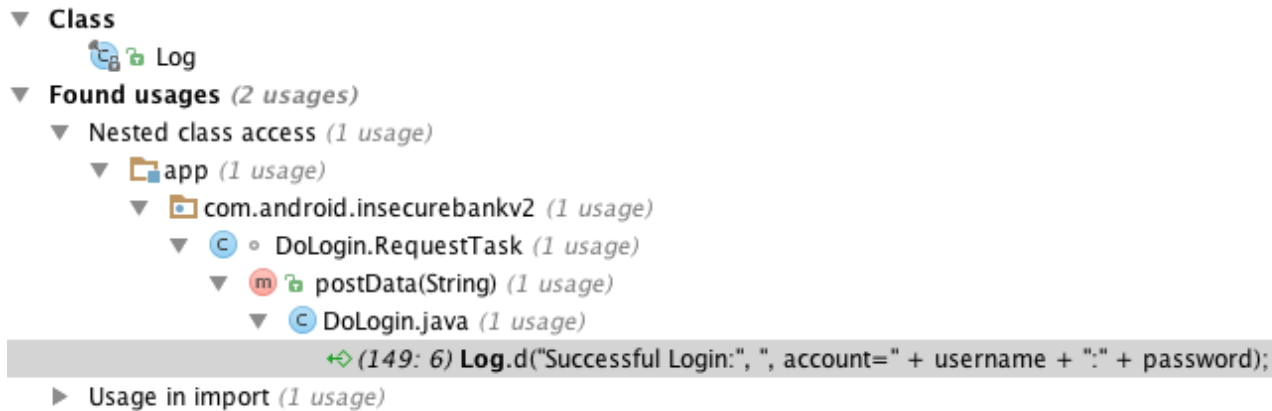 Class
Log
Found usages (2 usages)
Nested class access (1 usage)
app (1 usage)
com.android.insecurebankv2 (1 usage)
DoLogin.RequestTask (1 usage)
postData(String) (1 usage)
DoLogin.java (1 usage)
(149: 6) Log.d("Successful Login:", ", account=" + username + ":" + password);
Usage in import (1 usage)